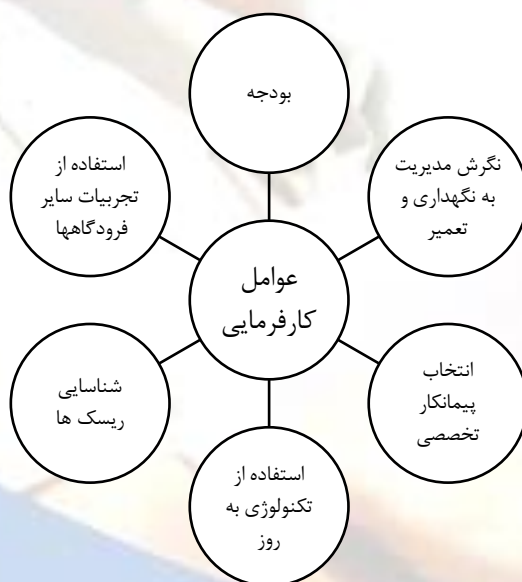 بودجه
نگرش مدیریت
به نگهداری و
تعمیر
انتخاب
پیمانکار
تخصصی
استفاده از
تکنولوژی به
روز
شناسایی
ریسک ها
استفاده از
تجربیات سایر
فرودگاهها
عوامل
کارفرمایی